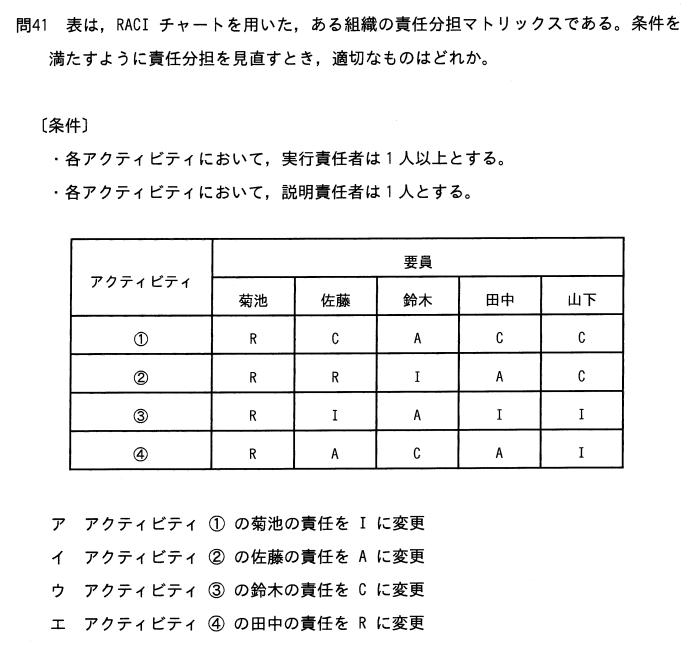 問41 表は，RACI チャートを用いた，ある組織の責任分担マトリックスである。条件を
満たすように責任分担を見直すとき，適切なものはどれか。
〔条件〕
・各アクティビティにおいて，実行責任者は1人以上とする。
・各アクティビティにおいて，説明責任者は1人とする。
アクティビティ 要員
菊池 佐藤 鈴木 田中 山下
① R C A C C
② R R I A C
③ R I A I I
④ R A C A I
ア アクティビティ ① の菊池の責任を I に変更
イ アクティビティ ② の佐藤の責任を A に変更
ウ アクティビティ ③ の鈴木の責任を C に変更
エ アクティビティ ④ の田中の責任を R に変更